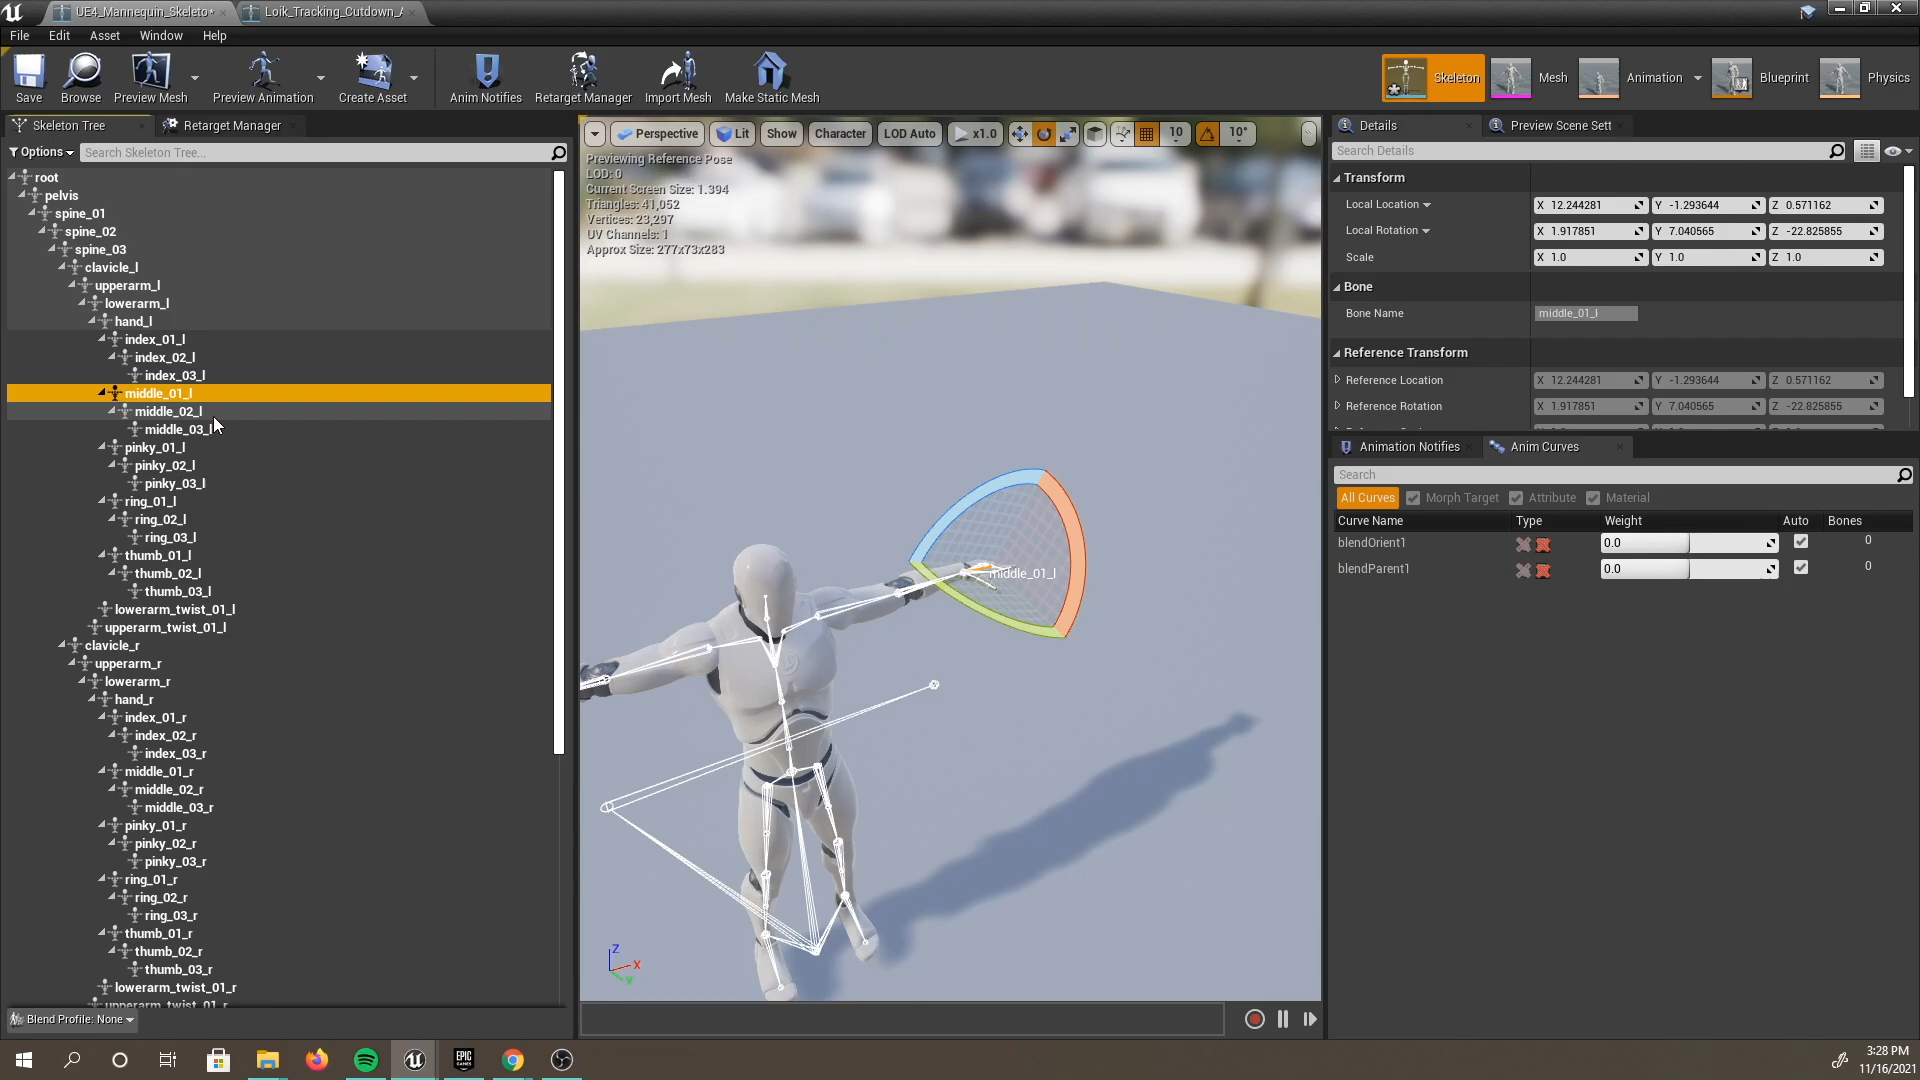 UE4_Mannequin_Skeleto*
Loik_Tracking_Cutdown_A
File Edit Asset Window Help
Save Browse Preview Mesh Preview Animation Create Asset Anim Notifies Retarget Manager Import Mesh Make Static Mesh
Skeleton Mesh Animation Blueprint Physics
Skeleton Tree Retarget Manager
Options Search Skeleton Tree...
root
pelvis
spine_01
spine_02
spine_03
clavicle_l
upperarm_l
lowerarm_l
hand_l
index_01_l
index_02_l
index_03_l
middle_01_l
middle_02_l
middle_03_l
pinky_01_l
pinky_02_l
pinky_03_l
ring_01_l
ring_02_l
ring_03_l
thumb_01_l
thumb_02_l
thumb_03_l
lowerarm_twist_01_l
upperarm_twist_01_l
clavicle_r
upperarm_r
lowerarm_r
hand_r
index_01_r
index_02_r
index_03_r
middle_01_r
middle_02_r
middle_03_r
pinky_01_r
pinky_02_r
pinky_03_r
ring_01_r
ring_02_r
ring_03_r
thumb_01_r
thumb_02_r
thumb_03_r
lowerarm_twist_01_r
upperarm_twist_01_r
Blend Profile: None
Perspective Lit Show Character LOD Auto x1.0 10 10°
Previewing Reference Pose
LOD: 0
Current Screen Size: 1.394
Triangles: 41,052
Vertices: 23,297
UV Channels: 1
Approx Size: 277x73x283
middle_01_l
Z
X
Y
Details Preview Scene Sett
Search Details
Transform
Local Location X 12.244281 Y -1.293644 Z 0.571162
Local Rotation X 1.917851 Y 7.040565 Z -22.825855
Scale X 1.0 Y 1.0 Z 1.0
Bone
Bone Name middle_01_l
Reference Transform
Reference Location X 12.244281 Y -1.293644 Z 0.571162
Reference Rotation X 1.917851 Y 7.040565 Z -22.825855
Animation Notifies Anim Curves
Search
All Curves Morph Target Attribute Material
Curve Name Type Weight Auto Bones
blendOrient1 0.0 0
blendParent1 0.0 0
EPIC GAMES
3:28 PM
11/16/2021